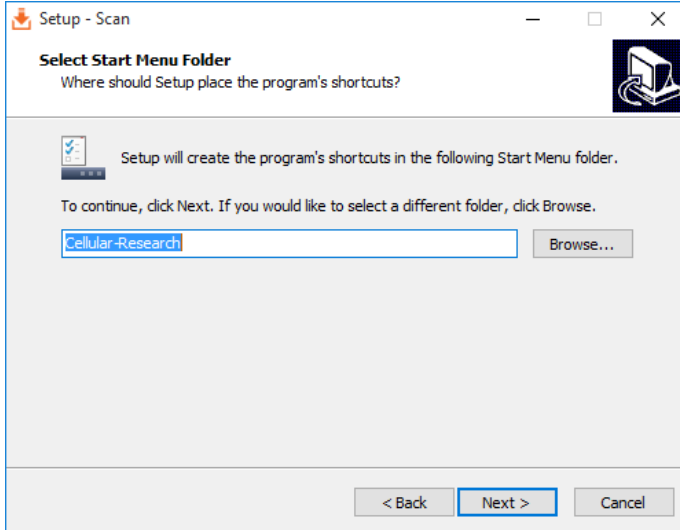 Setup - Scan
Select Start Menu Folder
Where should Setup place the program's shortcuts?
Setup will create the program's shortcuts in the following Start Menu folder.
To continue, click Next. If you would like to select a different folder, click Browse.
Cellular-Research
Browse...
< Back
Next >
Cancel